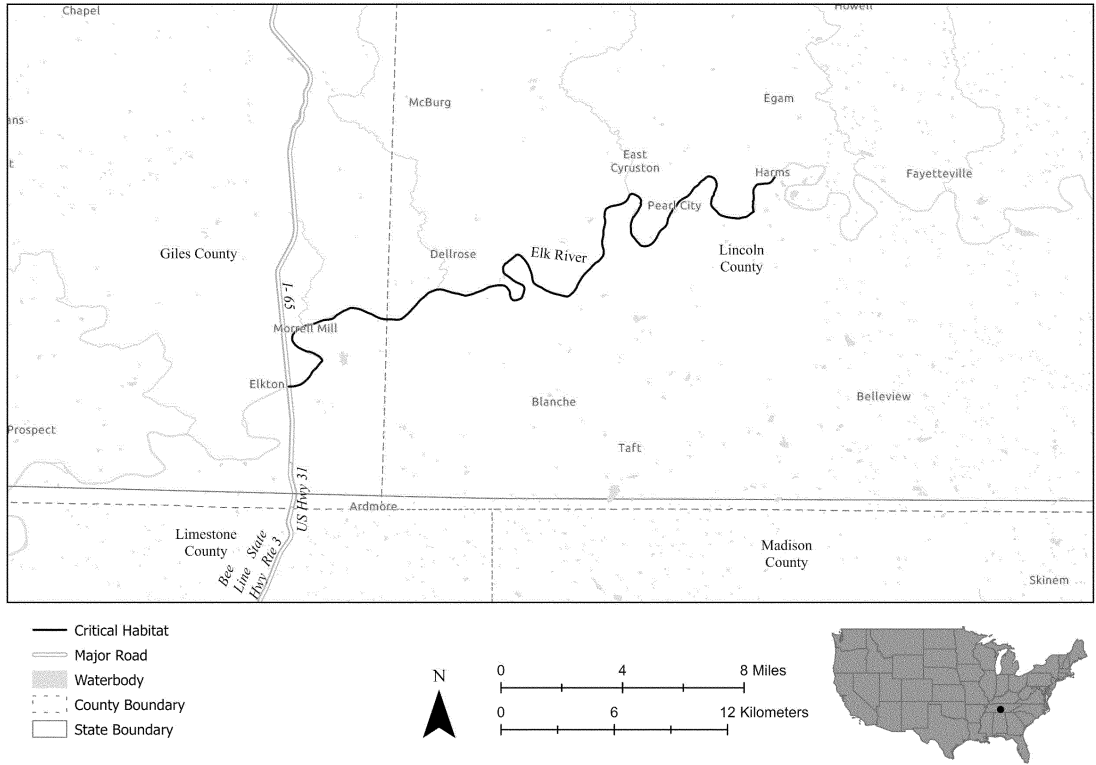 Chapel
Howell
McBurg
Egam
ans
t
East
Cyruston
Harms
Fayetteville
Pearl City
Giles County
Dellrose
Elk River
Lincoln
County
I- 65
Morrell Mill
Elkton
Blanche
Belleview
Prospect
Taft
US Hwy 31
Ardmore
Limestone
County
Bee
Line State
Hwy Rte 3
Madison
County
Skinem
Critical Habitat
Major Road
Waterbody
County Boundary
State Boundary
N
0 4 8 Miles
0 6 12 Kilometers